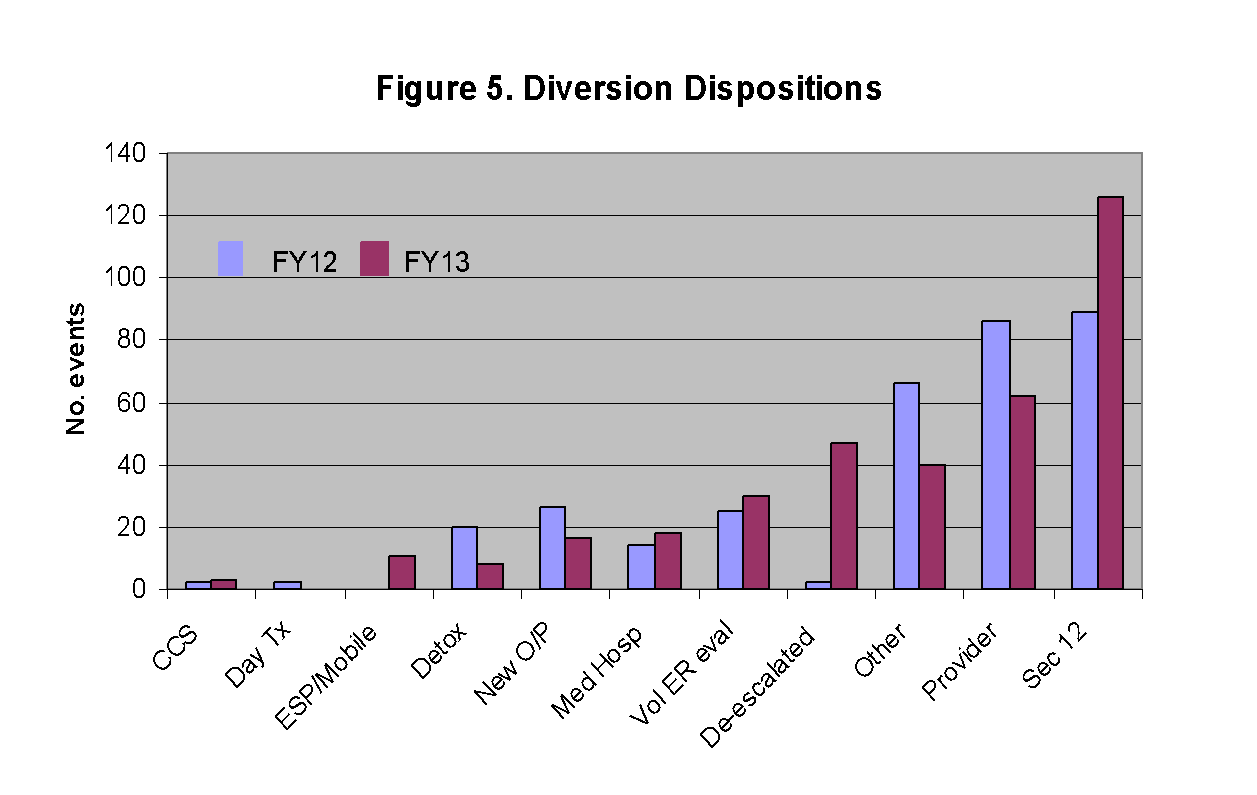 Figure 5. Diversion Dispositions
140
120
100
80
60
40
20
0
No. events
FY12 FY13
CCS
Day Tx
ESP/Mobile
Detox
New O/P
Med Hosp
Vol ER eval
De-escalated
Other
Provider
Sec 12